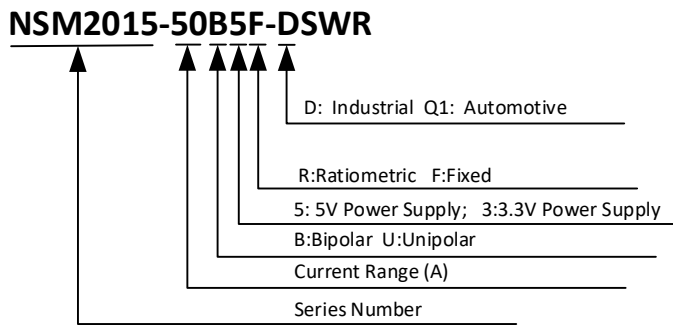 NSM2015-50B5F-DSWR
D: Industrial Q1: Automotive
R:Ratiometric F:Fixed
5: 5V Power Supply; 3:3.3V Power Supply
B:Bipolar U:Unipolar
Current Range (A)
Series Number